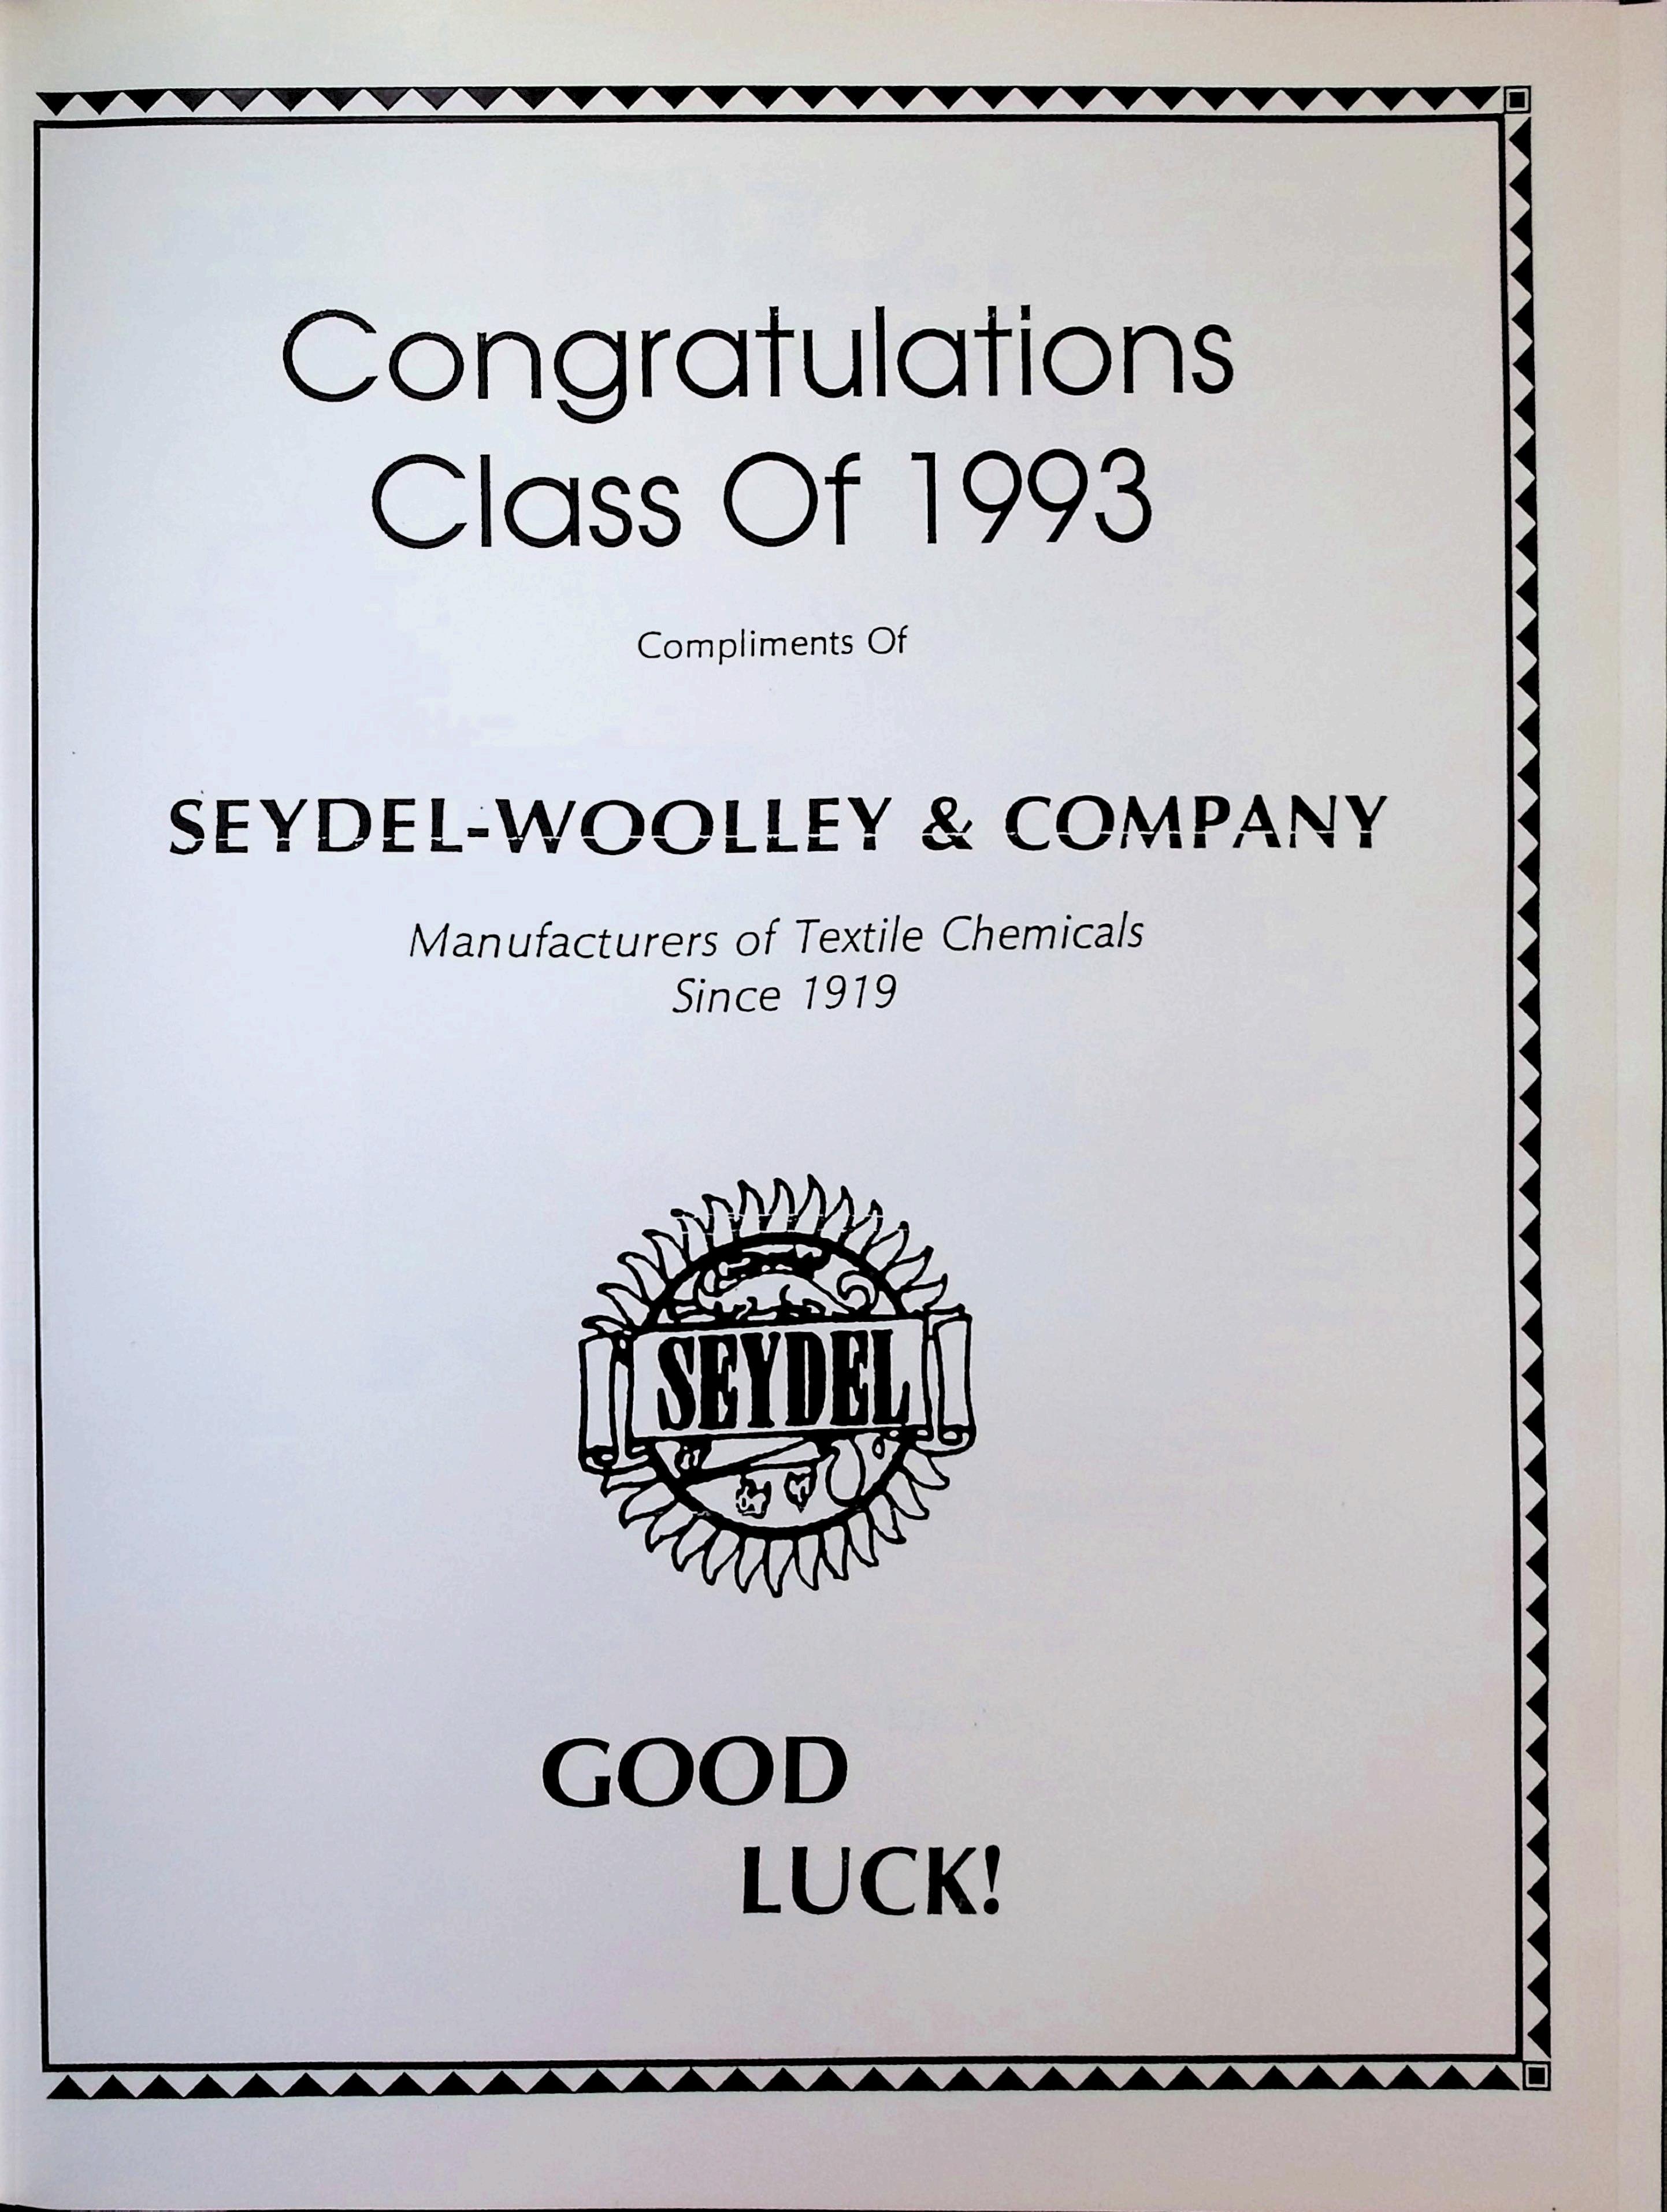 Congratulations
Class Of 1993
Compliments Of
SEYDEL-WOOLLEY & COMPANY
Manufacturers of Textile Chemicals
Since 1919
SEYDEL
GOOD
LUCK!